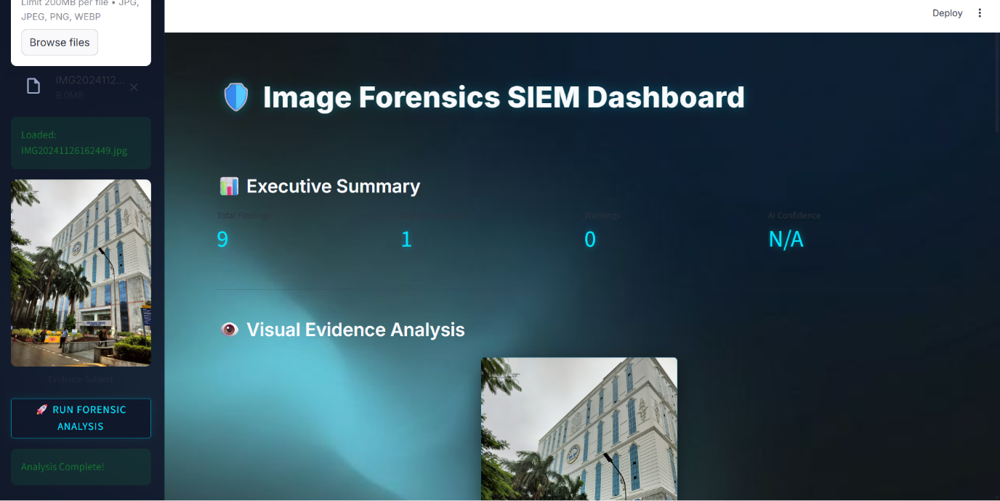 Limit 200MB per file • JPG,
JPEG, PNG, WEBP
Browse files
IMG2024112...
9.0MB
Loaded:
IMG20241126162449.jpg
Evidence Subject
🚀 RUN FORENSIC
ANALYSIS
Analysis Complete!
Deploy
Image Forensics SIEM Dashboard
Executive Summary
Total Findings
9
1
Warnings
0
AI Confidence
N/A
Visual Evidence Analysis